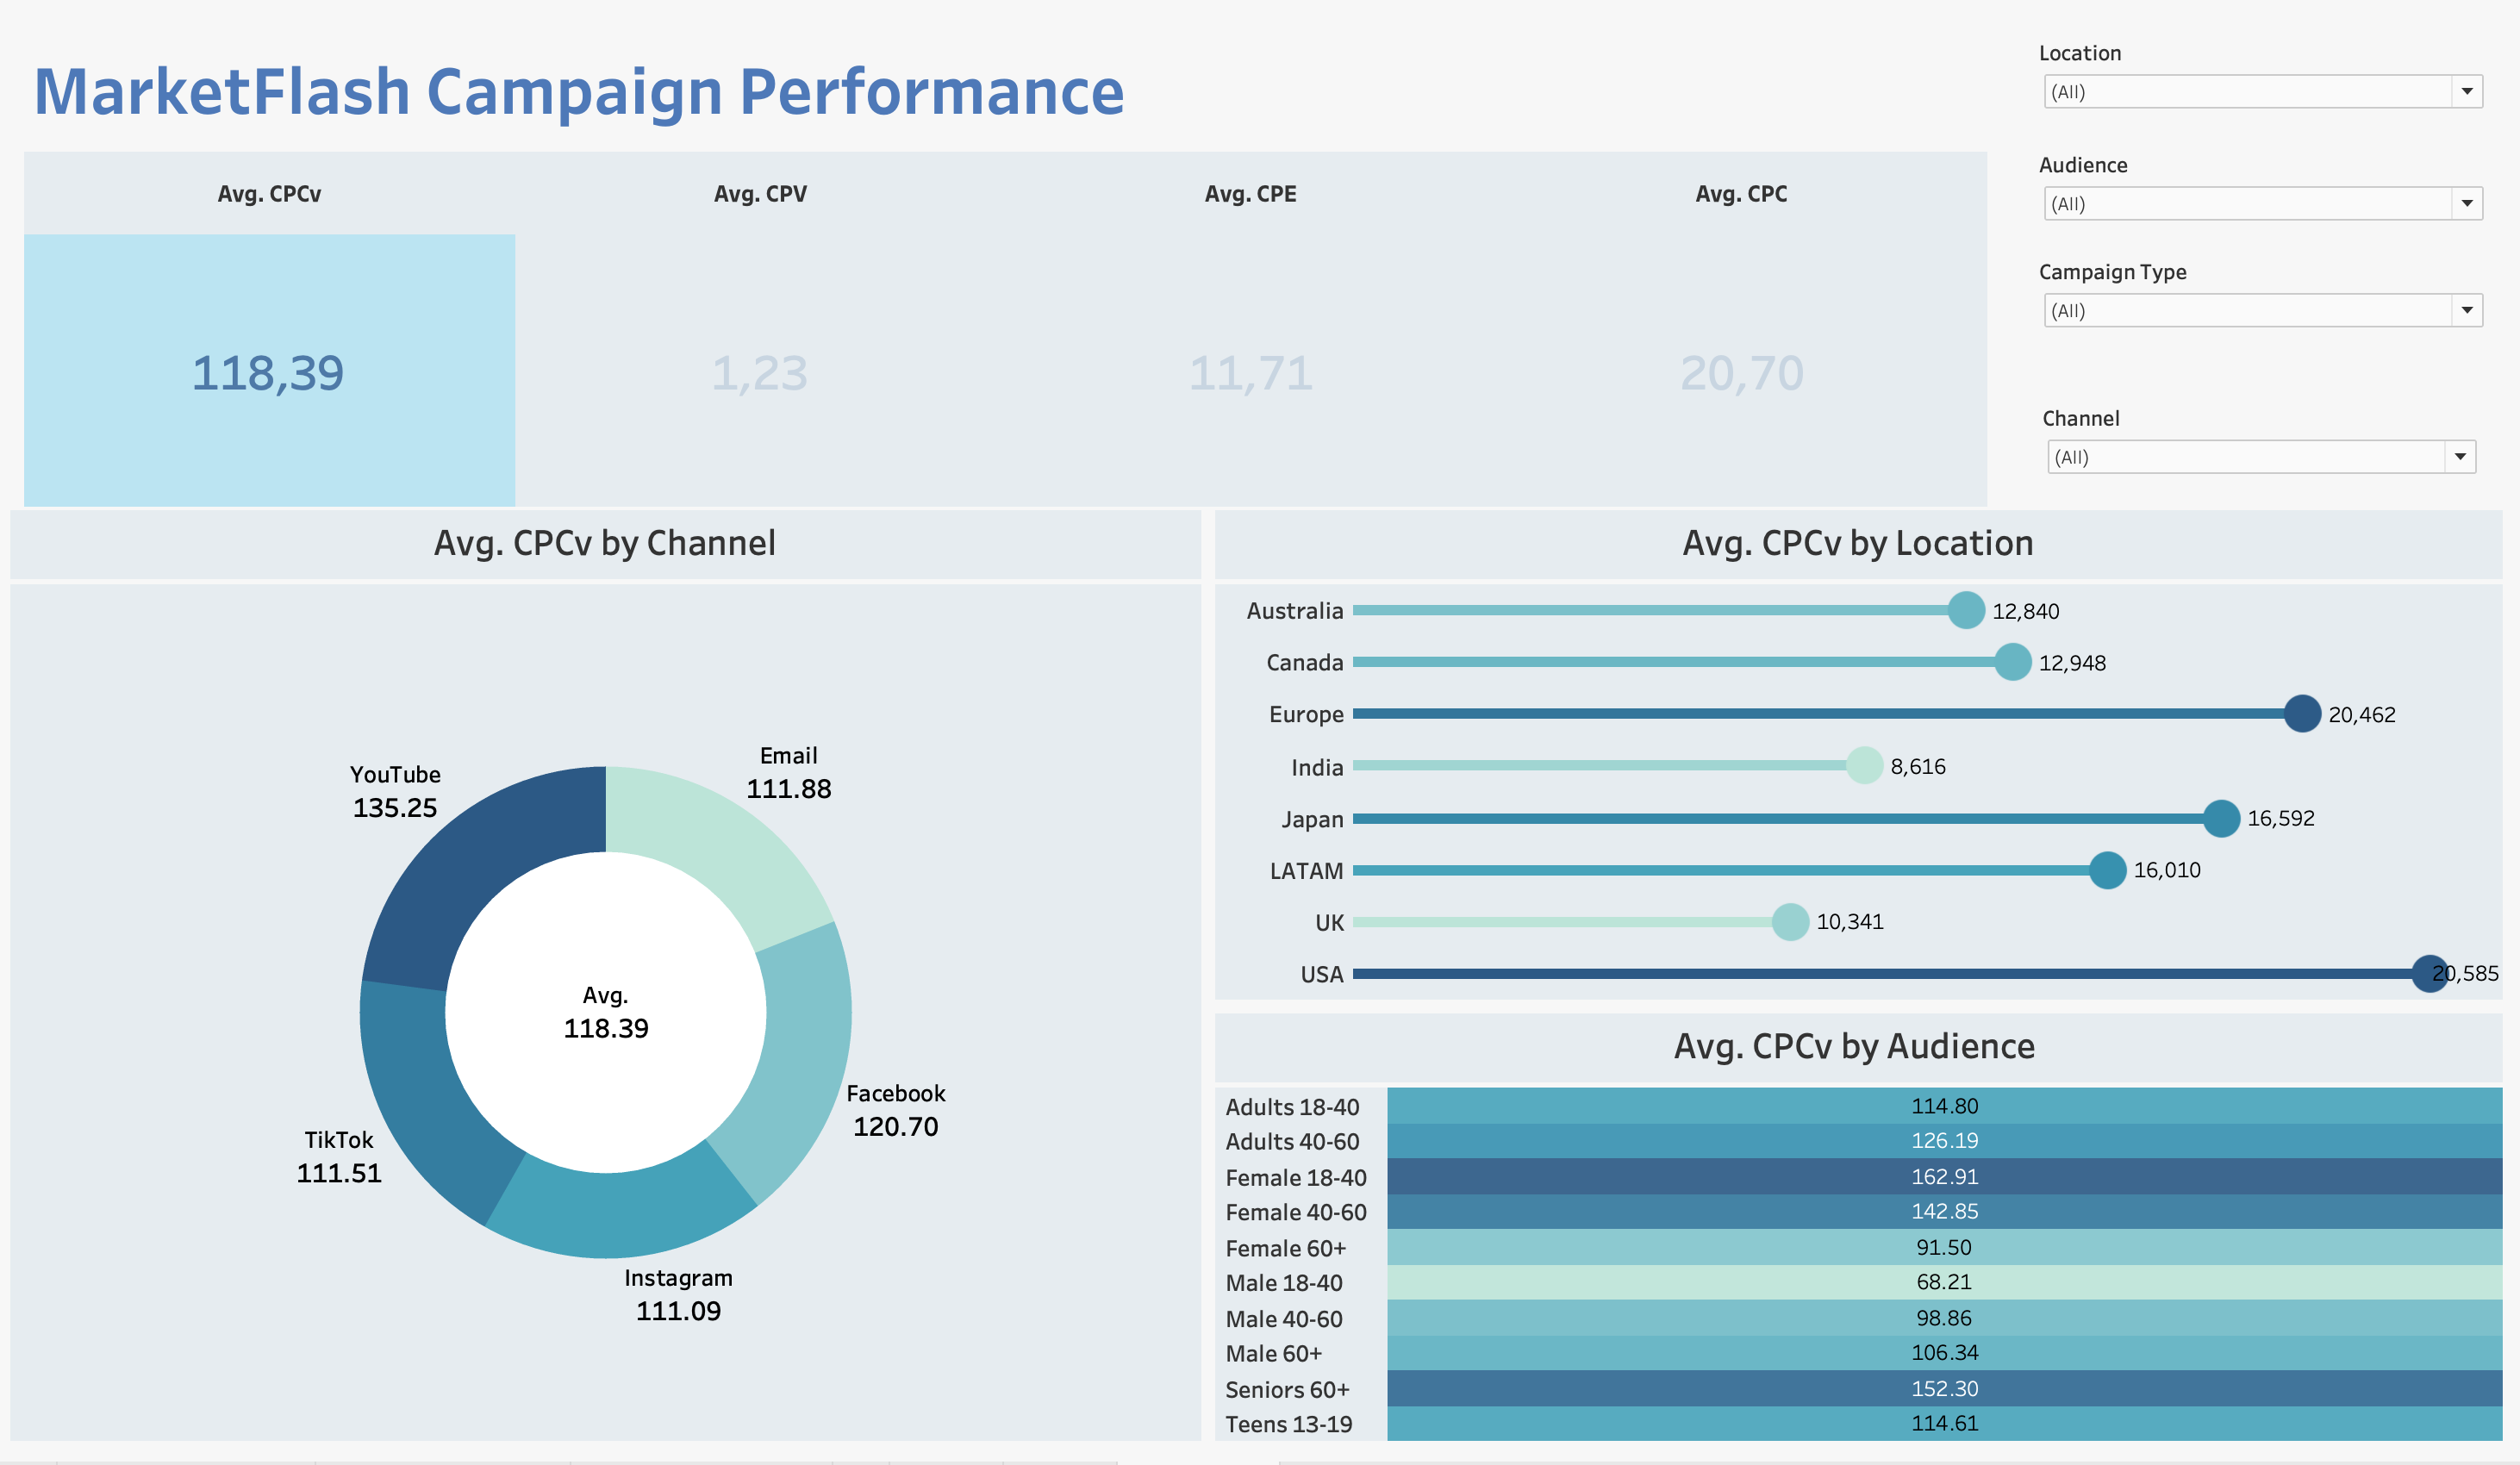 MarketFlash Campaign Performance
Location
(All)
Audience
(All)
Campaign Type
(All)
Channel
(All)
Avg. CPCv
Avg. CPV
Avg. CPE
Avg. CPC
118,39
1,23
11,71
20,70
Avg. CPCv by Channel
YouTube
135.25
Email
111.88
Avg.
118.39
Facebook
120.70
TikTok
111.51
Instagram
111.09
Avg. CPCv by Location
Australia 12,840
Canada 12,948
Europe 20,462
India 8,616
Japan 16,592
LATAM 16,010
UK 10,341
USA 20,585
Avg. CPCv by Audience
Adults 18-40 114.80
Adults 40-60 126.19
Female 18-40 162.91
Female 40-60 142.85
Female 60+ 91.50
Male 18-40 68.21
Male 40-60 98.86
Male 60+ 106.34
Seniors 60+ 152.30
Teens 13-19 114.61